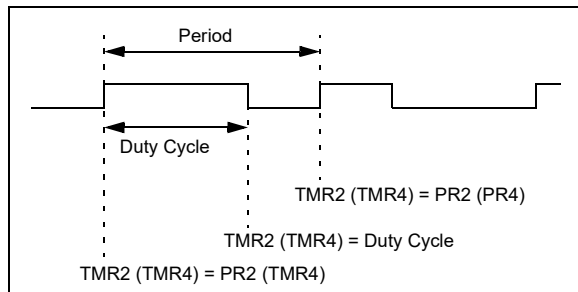 Period
Duty Cycle
TMR2 (TMR4) = PR2 (PR4)
TMR2 (TMR4) = Duty Cycle
TMR2 (TMR4) = PR2 (TMR4)